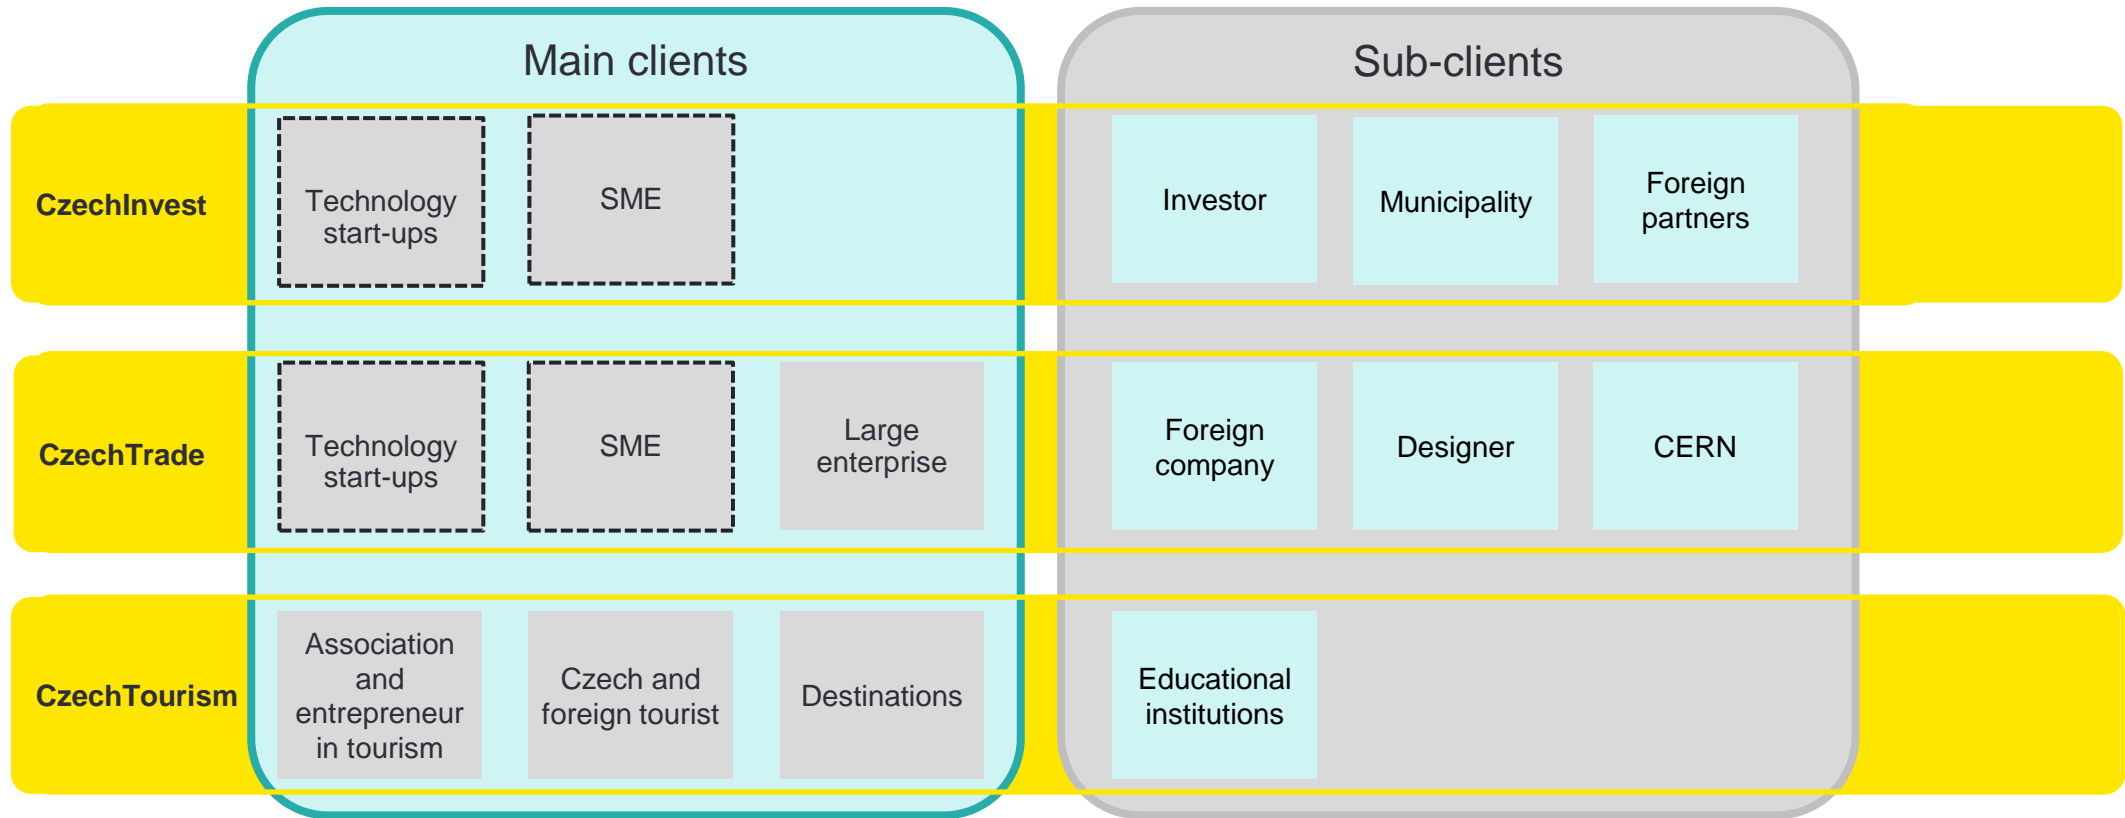 Main clients
Sub-clients
CzechInvest
Technology
start-ups
SME
Investor
Municipality
Foreign
partners
CzechTrade
Technology
start-ups
SME
Large
enterprise
Foreign
company
Designer
CERN
CzechTourism
Association
and
entrepreneur
in tourism
Czech and
foreign tourist
Destinations
Educational
institutions